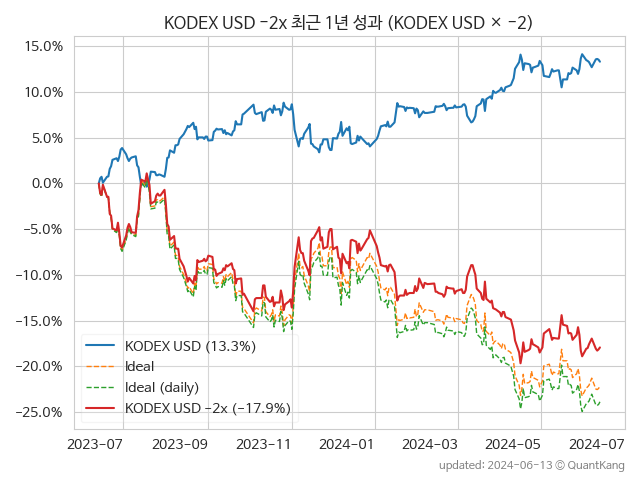 KODEX USD −2x 최근 1년 성과 (KODEX USD × −2)
15.0%
10.0%
5.0%
0.0%
−5.0%
−10.0%
−15.0%
−20.0%
−25.0%
KODEX USD (13.3%)
Ideal
Ideal (daily)
KODEX USD −2x (−17.9%)
2023-07 2023-09 2023-11 2024-01 2024-03 2024-05 2024-07
updated: 2024-06-13 ⓒ QuantKang